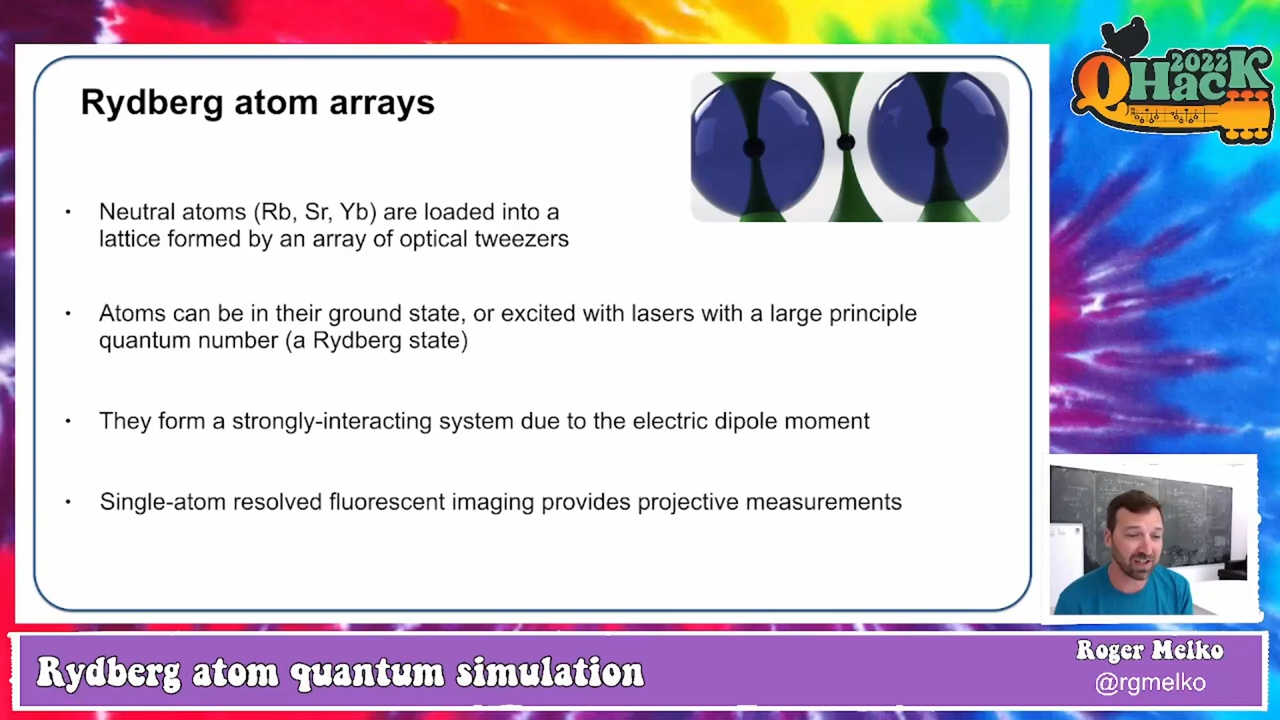 Rydberg atom arrays
2022
QHack
· Neutral atoms (Rb, Sr, Yb) are loaded into a
lattice formed by an array of optical tweezers
· Atoms can be in their ground state, or excited with lasers with a large principle
quantum number (a Rydberg state)
· They form a strongly-interacting system due to the electric dipole moment
· Single-atom resolved fluorescent imaging provides projective measurements
Rydberg atom quantum simulation
Roger Melko
@rgmelko